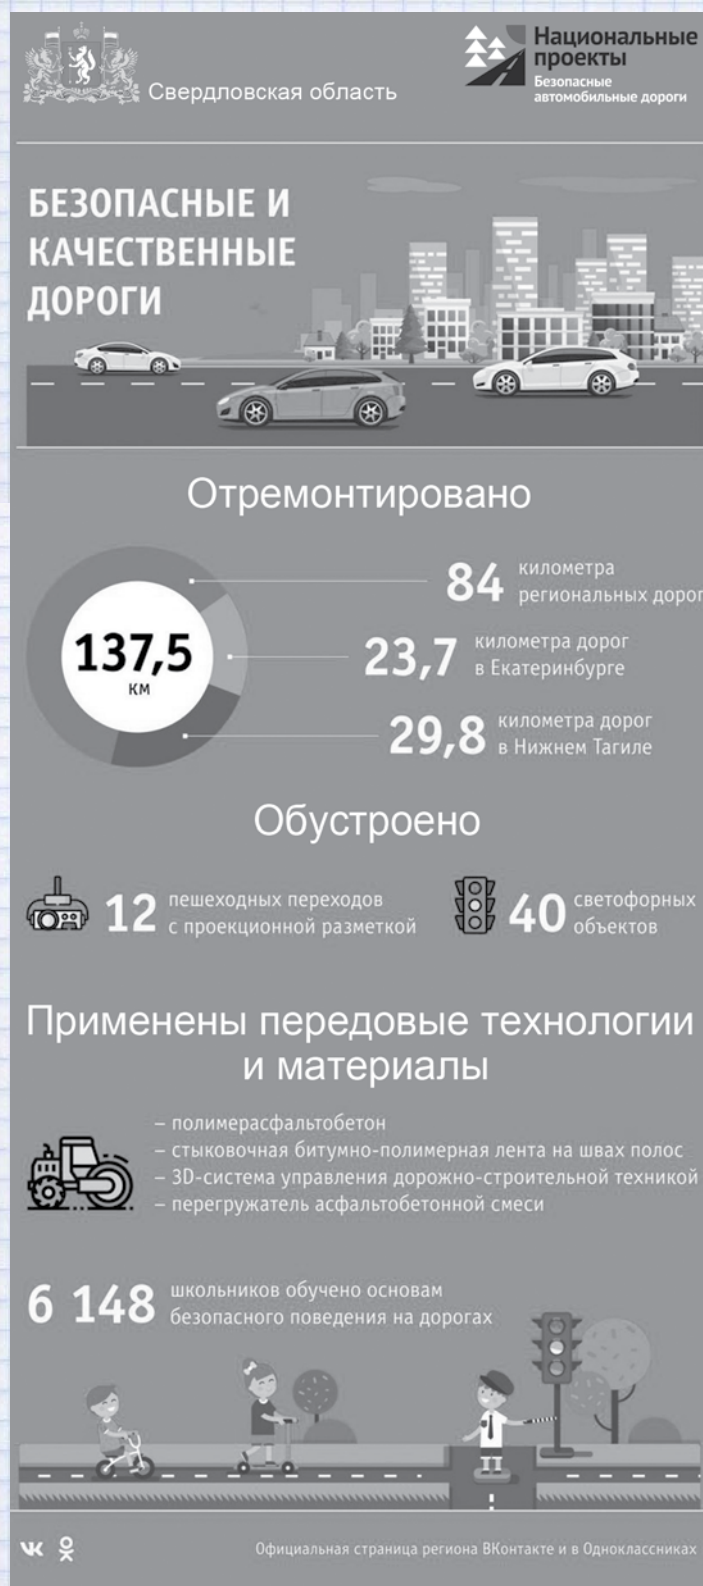 Свердловская область
Национальные
проекты
Безопасные
автомобильные дороги
БЕЗОПАСНЫЕ И
КАЧЕСТВЕННЫЕ
ДОРОГИ
Отремонтировано
137,5
км
84 километра
региональных дорог
23,7 километра дорог
в Екатеринбурге
29,8 километра дорог
в Нижнем Тагиле
Обустроено
12 пешеходных переходов
с проекционной разметкой
40 светофорных
объектов
Применены передовые технологии
и материалы
– полимерасфальтобетон
– стыковочная битумно-полимерная лента на швах полос
– 3D-система управления дорожно-строительной техникой
– перегружатель асфальтобетонной смеси
6 148 школьников обучено основам
безопасного поведения на дорогах
Официальная страница региона ВКонтакте и в Одноклассниках